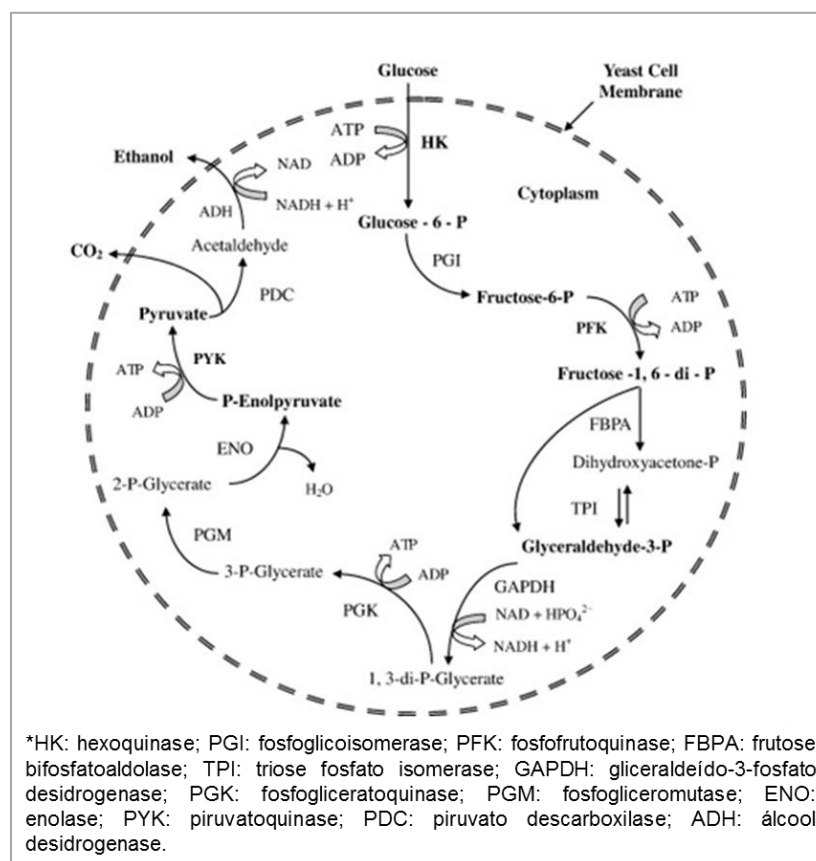 Glucose
Yeast Cell
Membrane
ATP
ADP
HK
Ethanol
NAD
NADH + H⁺
ADH
Cytoplasm
Acetaldehyde
Glucose - 6 - P
CO₂
PGI
PDC
Pyruvate
Fructose-6-P
ATP
ADP
PFK
PYK
ATP
ADP
Fructose -1, 6 - di - P
P-Enolpyruvate
FBPA
ENO
Dihydroxyacetone-P
2-P-Glycerate
H₂O
TPI
PGM
Glyceraldehyde-3-P
ATP
ADP
3-P-Glycerate
GAPDH
PGK
NAD + HPO₄²⁻
NADH + H⁺
1, 3-di-P-Glycerate
*HK: hexoquinase; PGI: fosfoglicoisomerase; PFK: fosfofrutoquinase; FBPA: frutose
bifosfatoaldolase; TPI: triose fosfato isomerase; GAPDH: gliceraldeído-3-fosfato
desidrogenase; PGK: fosfogliceratoquinase; PGM: fosfogliceromutase; ENO:
enolase; PYK: piruvatoquinase; PDC: piruvato descarboxilase; ADH: álcool
desidrogenase.